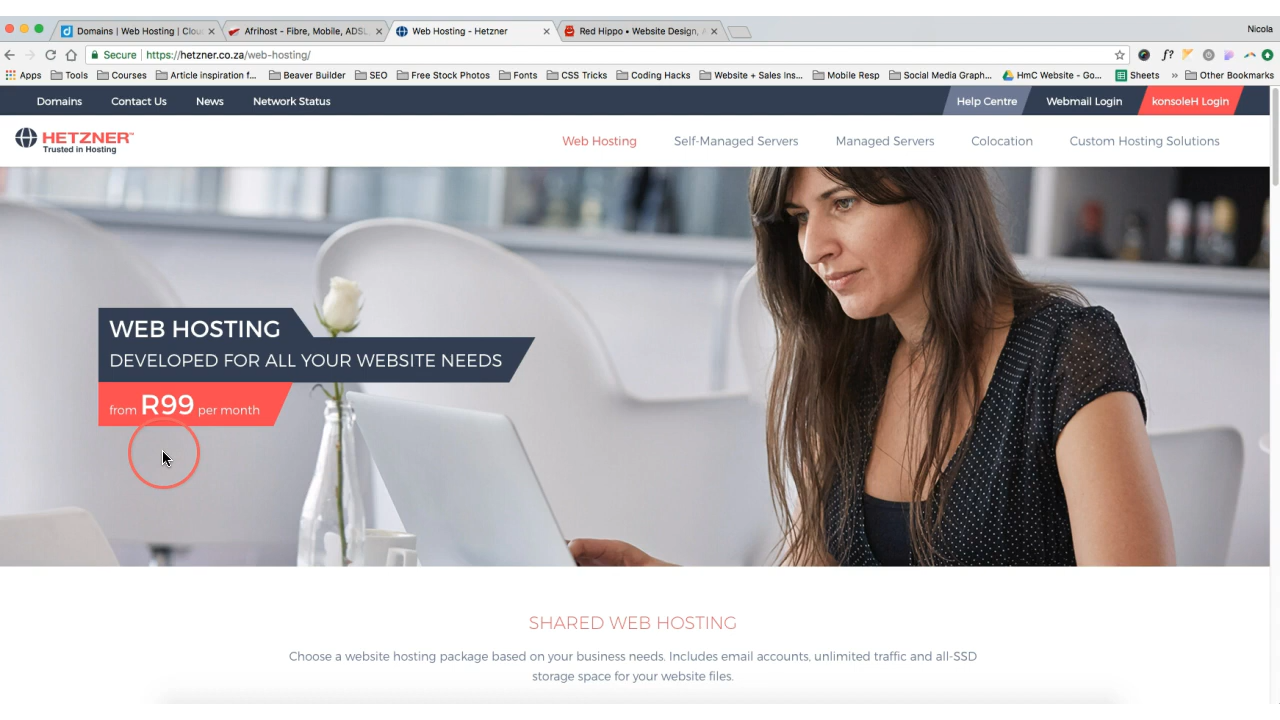 Domains | Web Hosting | Clou
Afrihost - Fibre, Mobile, ADSL
Web Hosting - Hetzner
Red Hippo • Website Design, A
Nicola
Secure | https://hetzner.co.za/web-hosting/
f?
Apps Tools Courses Article inspiration f... Beaver Builder SEO Free Stock Photos Fonts CSS Tricks Coding Hacks Website + Sales Ins... Mobile Resp Social Media Graph... HmC Website - Go... Sheets » Other Bookmarks
Domains Contact Us News Network Status Help Centre Webmail Login konsoleH Login
HETZNER™
Trusted in Hosting
Web Hosting Self-Managed Servers Managed Servers Colocation Custom Hosting Solutions
WEB HOSTING
DEVELOPED FOR ALL YOUR WEBSITE NEEDS
from R99 per month
SHARED WEB HOSTING
Choose a website hosting package based on your business needs. Includes email accounts, unlimited traffic and all-SSD
storage space for your website files.